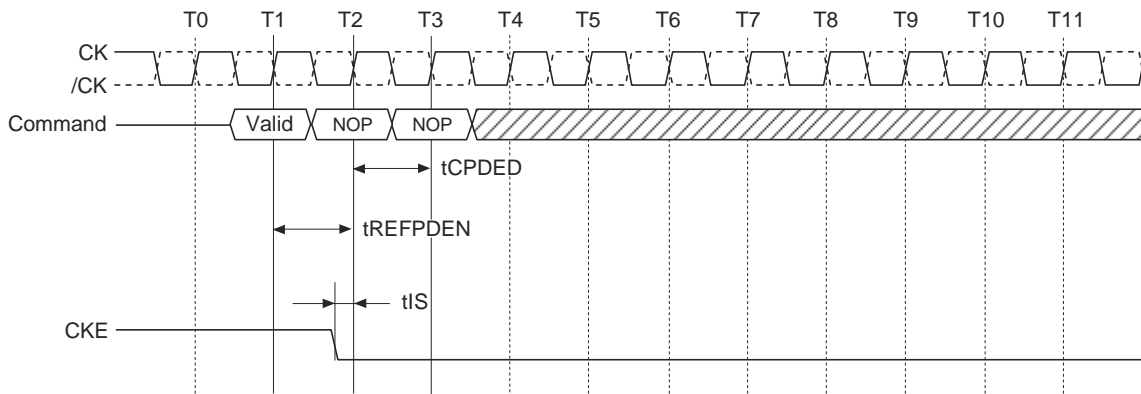 T0 T1 T2 T3 T4 T5 T6 T7 T8 T9 T10 T11
CK
/CK
Command Valid NOP NOP
tCPDED
tREFPDEN
tIS
CKE